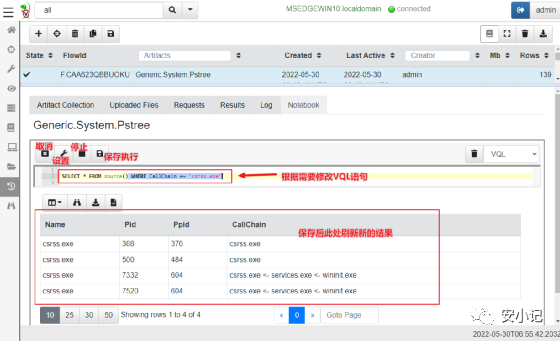 all
MSEDGEWIN10.localdomain connected
admin
State FlowId Artifacts Created Last Active Creator Mb Rows
F.CAA623QBBUOKU Generic.System.Pstree 2022-05-30 2022-05-30 admin 139
Artifact Collection Uploaded Files Requests Results Log Notebook
Generic.System.Pstree
取消 设置 停止 保存执行
VQL
1 SELECT * FROM source() WHERE CallChain == "csrss.exe"
根据需要修改VQL语句
Name Pid Ppid CallChain
保存后此处刷新新的结果
csrss.exe 388 376 csrss.exe
csrss.exe 500 484 csrss.exe
csrss.exe 7332 604 csrss.exe <- services.exe <- wininit.exe
csrss.exe 7520 604 csrss.exe <- services.exe <- wininit.exe
10 25 30 50 Showing rows 1 to 4 of 4 « 0 » Goto Page
安小记